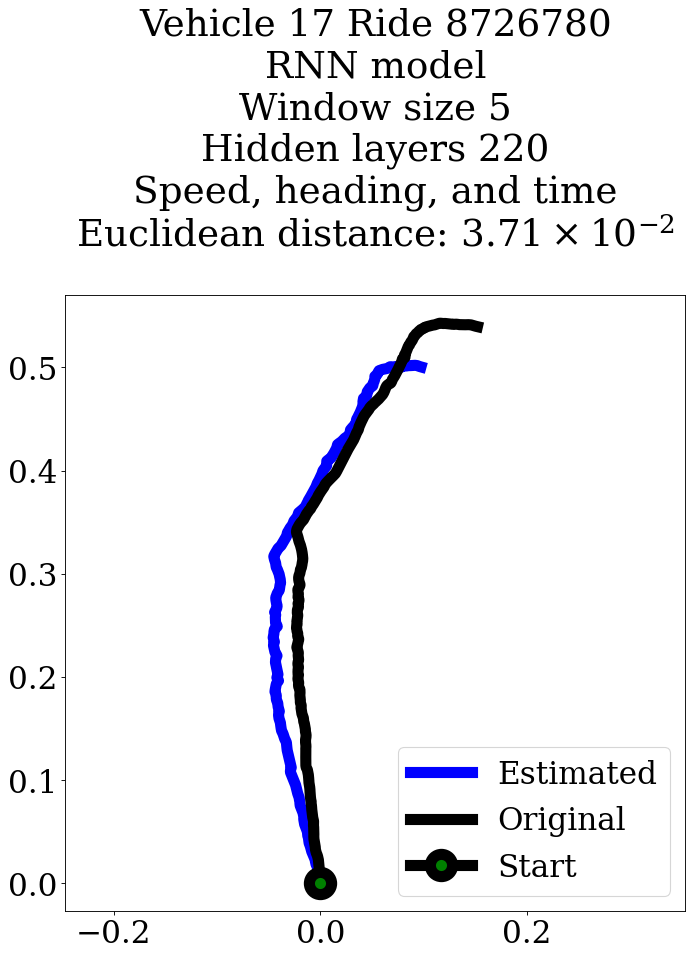 Vehicle 17 Ride 8726780
RNN model
Window size 5
Hidden layers 220
Speed, heading, and time
Euclidean distance: 3.71 × 10⁻²
0.5
0.4
0.3
0.2
0.1
0.0
Estimated
Original
Start
−0.2 0.0 0.2